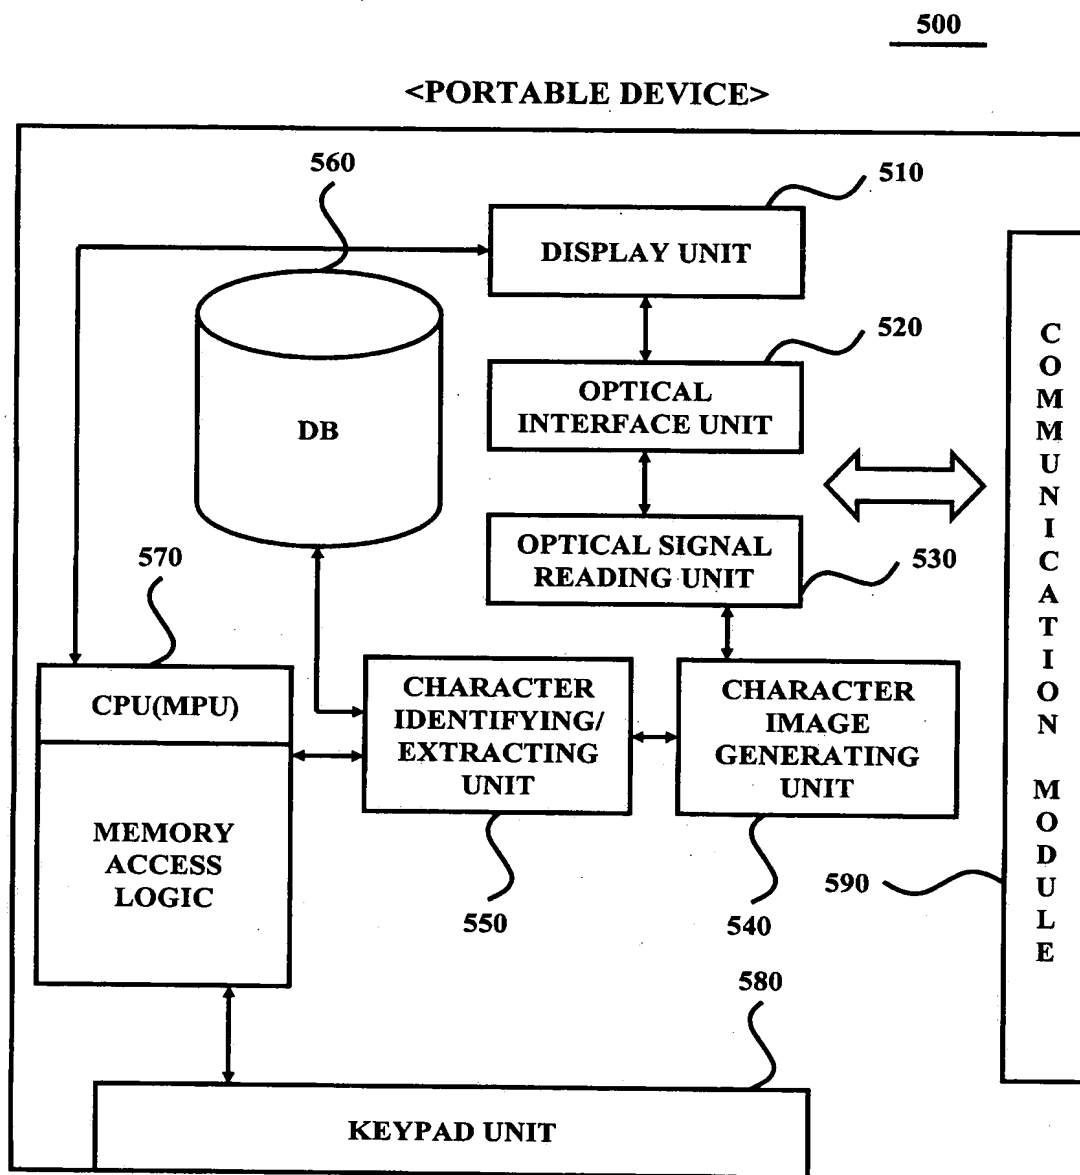 500
<PORTABLE DEVICE>
560
510
DISPLAY UNIT
520
OPTICAL
INTERFACE UNIT
DB
OPTICAL SIGNAL
READING UNIT
530
570
CPU(MPU)
MEMORY
ACCESS
LOGIC
CHARACTER
IDENTIFYING/
EXTRACTING
UNIT
CHARACTER
IMAGE
GENERATING
UNIT
550
540
590
COMMUNICATION MODULE
580
KEYPAD UNIT